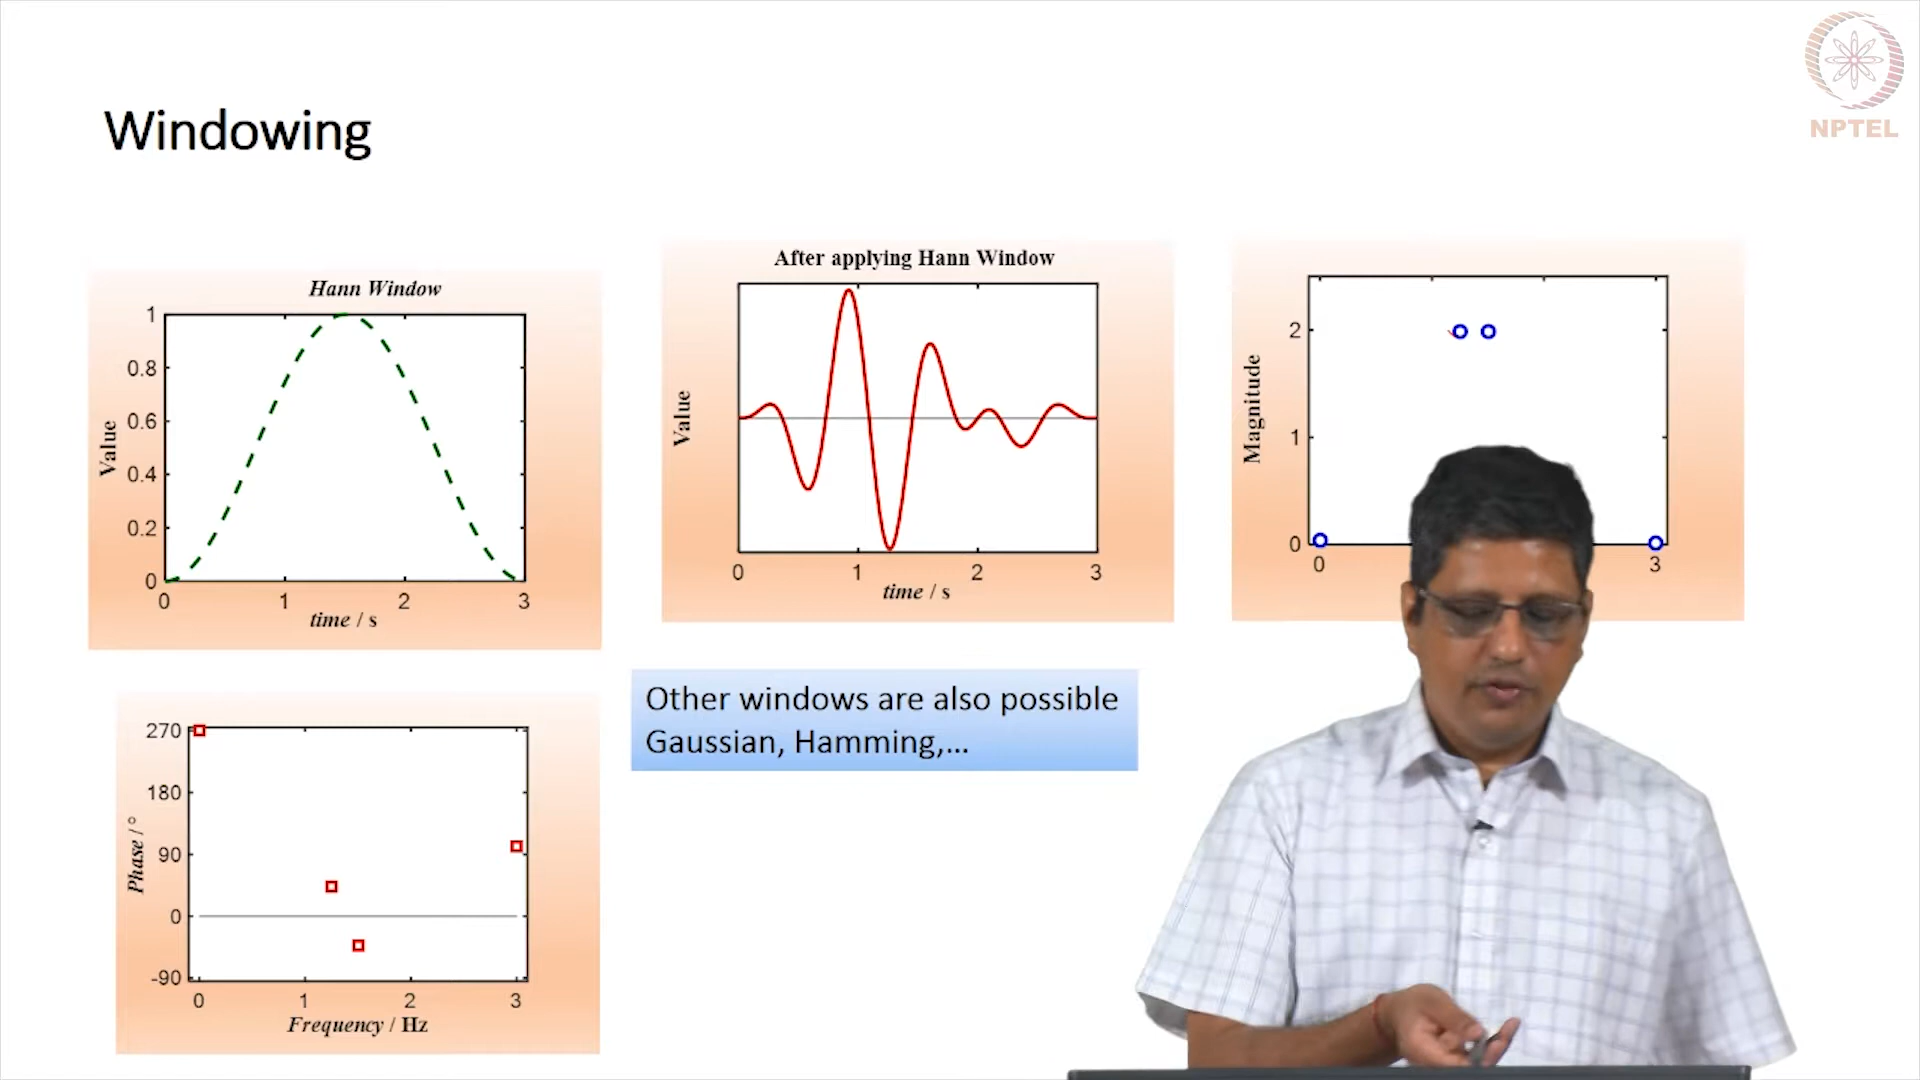 NPTEL
Windowing
Hann Window
1
0.8
0.6
0.4
0.2
0
Value
0
1
2
3
time / s
After applying Hann Window
Value
0
1
2
3
time / s
2
1
0
Magnitude
0
3
270
180
90
0
-90
Phase / °
0
1
2
3
Frequency / Hz
Other windows are also possible
Gaussian, Hamming,...